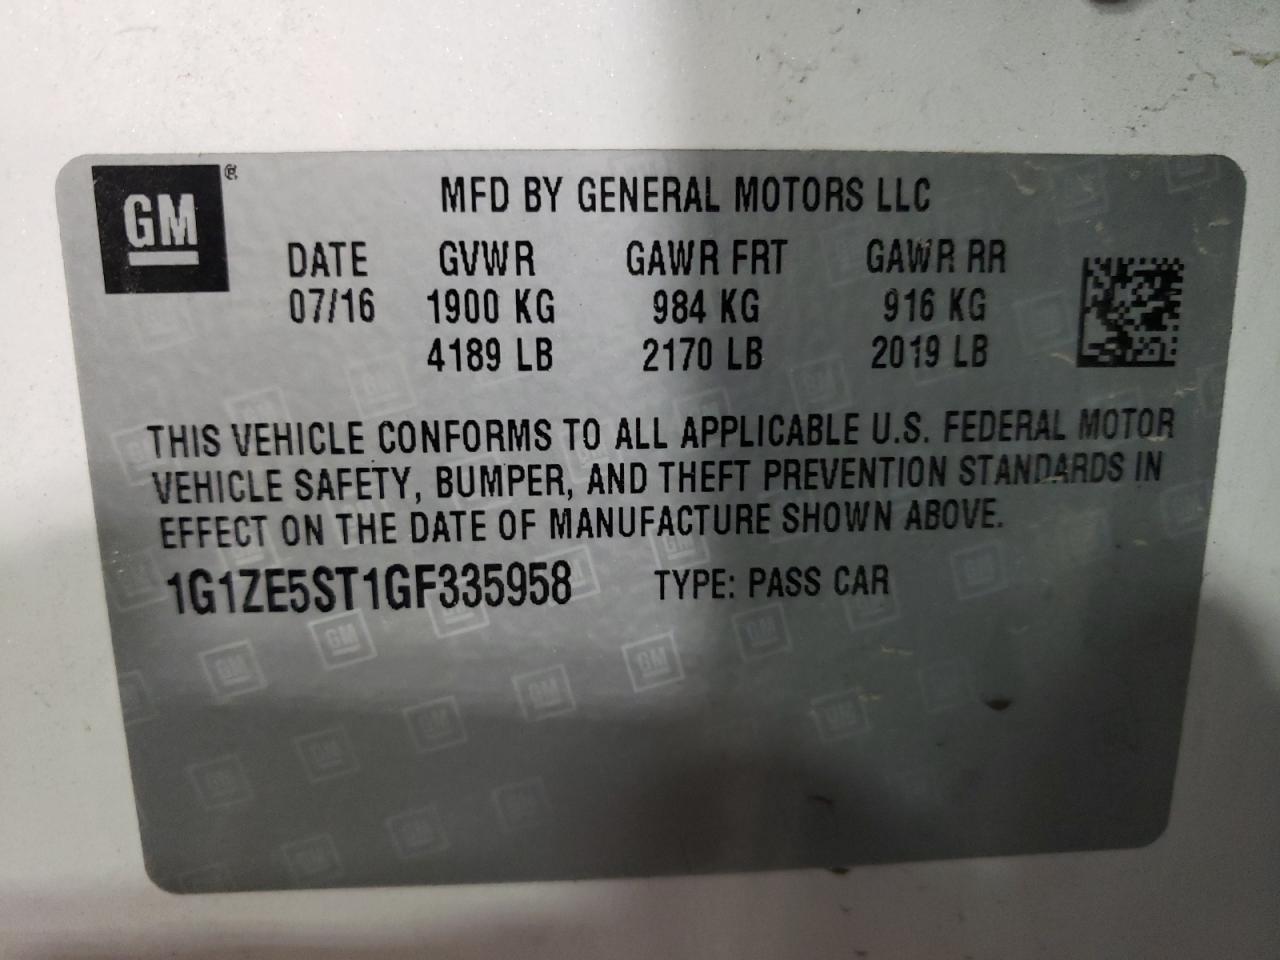 GM ®
MFD BY GENERAL MOTORS LLC
DATE GVWR GAWR FRT GAWR RR
07/16 1900 KG 984 KG 916 KG
4189 LB 2170 LB 2019 LB
THIS VEHICLE CONFORMS TO ALL APPLICABLE U.S. FEDERAL MOTOR
VEHICLE SAFETY, BUMPER, AND THEFT PREVENTION STANDARDS IN
EFFECT ON THE DATE OF MANUFACTURE SHOWN ABOVE.
1G1ZE5ST1GF335958 TYPE: PASS CAR